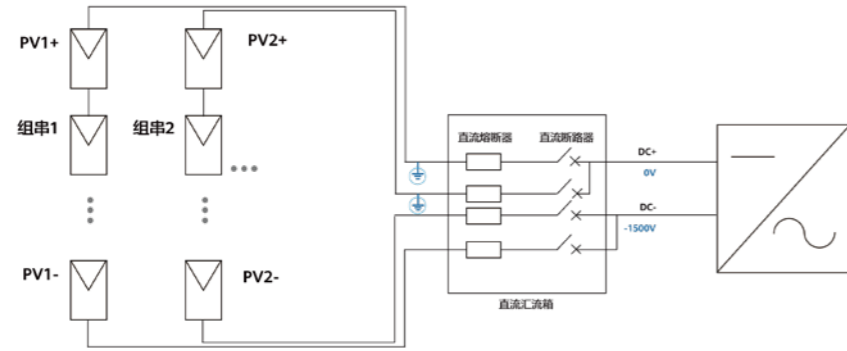 PV1+
PV2+
组串1
组串2
直流熔断器
直流断路器
DC+
0V
DC-
-1500V
PV1-
PV2-
直流汇流箱